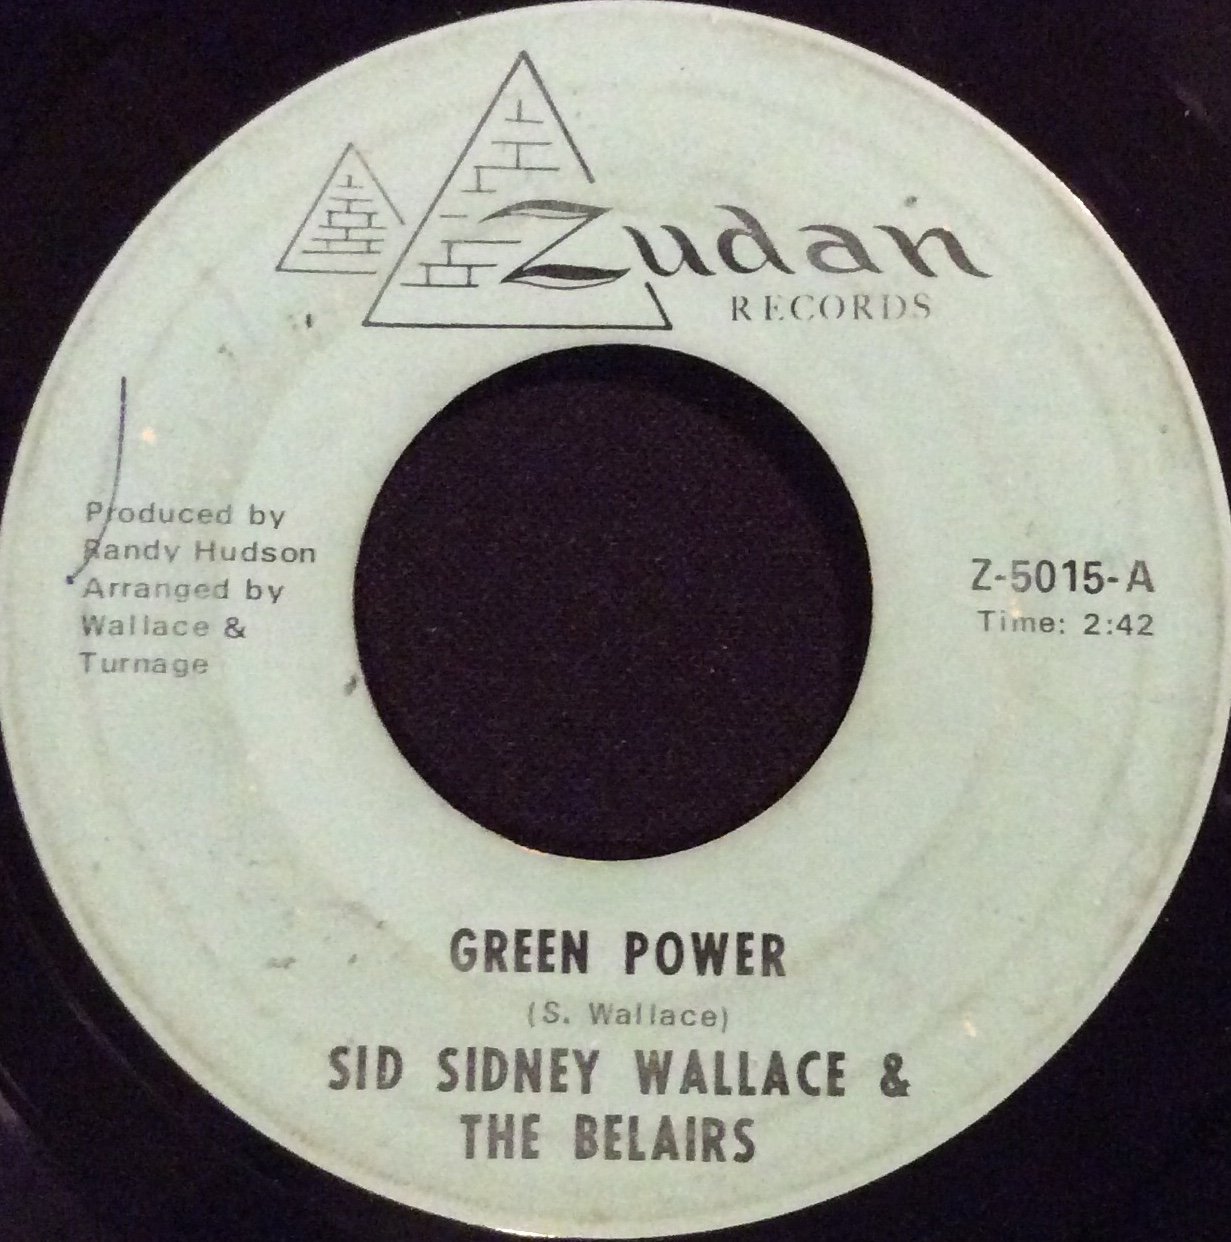 Zudan
RECORDS
Produced by
Randy Hudson
Arranged by
Wallace &
Turnage
Z-5015-A
Time: 2:42
GREEN POWER
(S. Wallace)
SID SIDNEY WALLACE &
THE BELAIRS